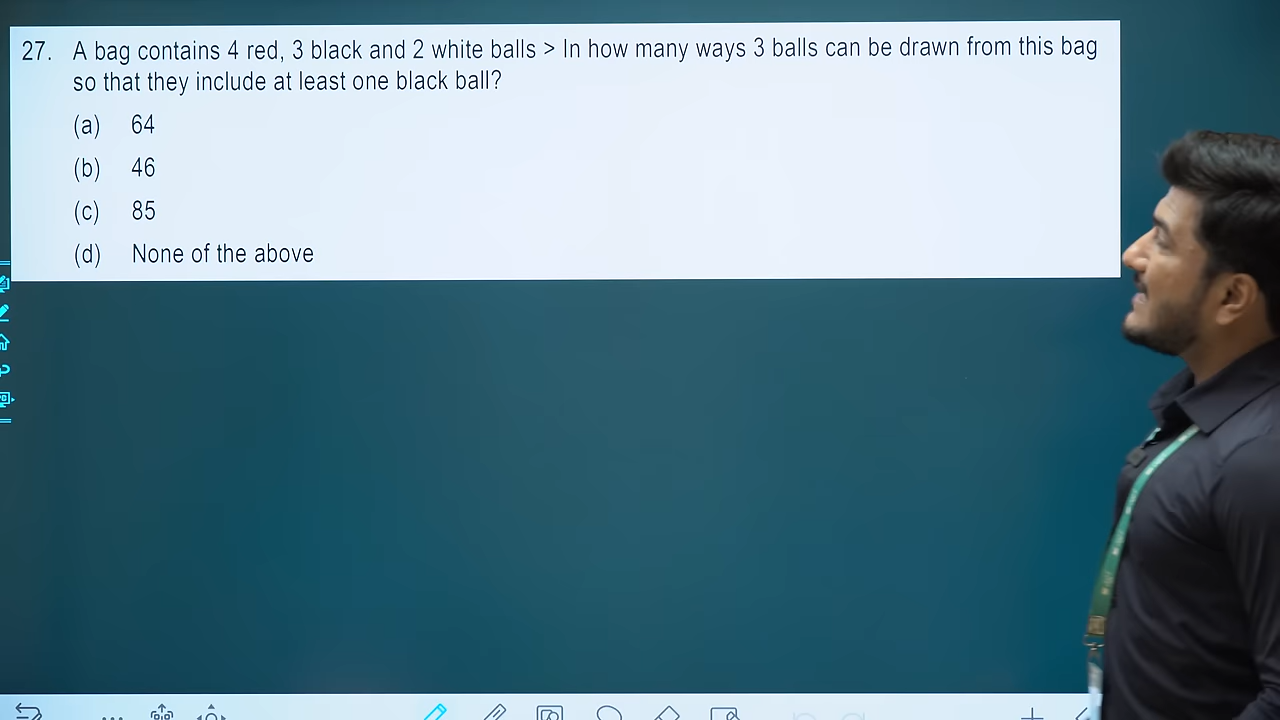 27. A bag contains 4 red, 3 black and 2 white balls > In how many ways 3 balls can be drawn from this bag
so that they include at least one black ball?
(a) 64
(b) 46
(c) 85
(d) None of the above